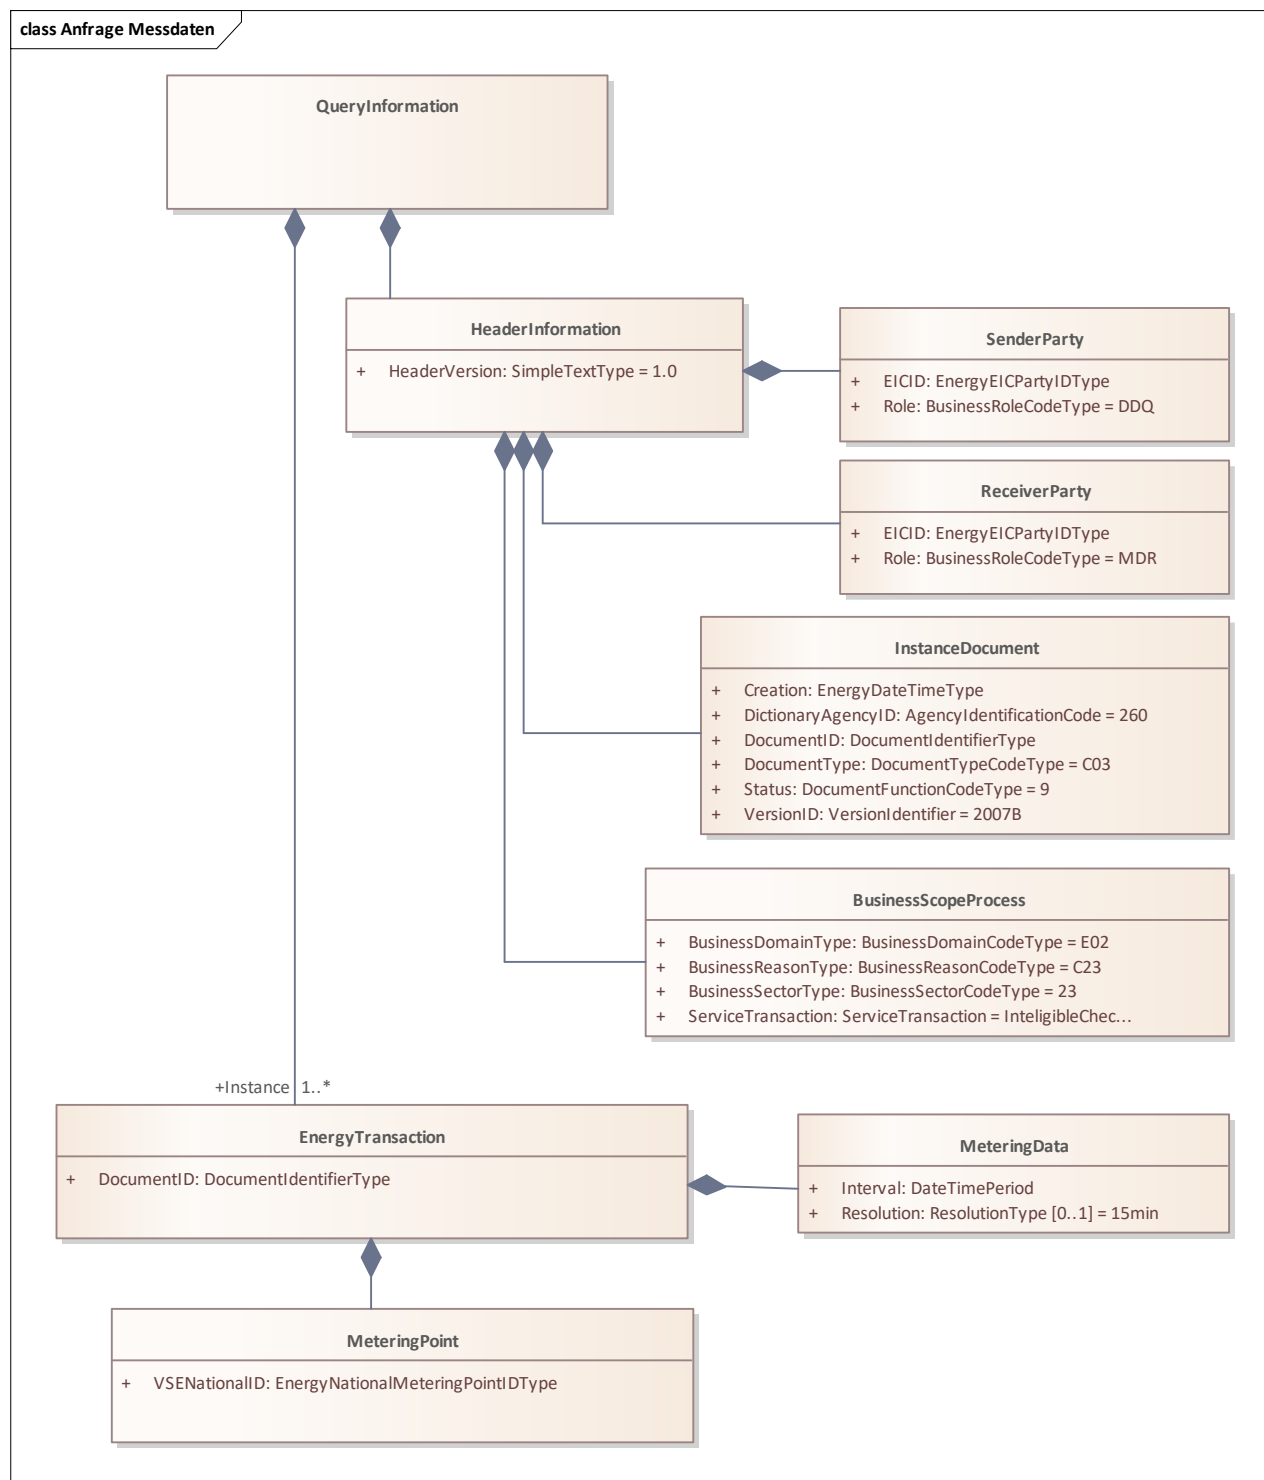 class Anfrage Messdaten
QueryInformation
HeaderInformation
+ HeaderVersion: SimpleTextType = 1.0
SenderParty
+ EICID: EnergyEICPartyIDType
+ Role: BusinessRoleCodeType = DDQ
ReceiverParty
+ EICID: EnergyEICPartyIDType
+ Role: BusinessRoleCodeType = MDR
InstanceDocument
+ Creation: EnergyDateTimeType
+ DictionaryAgencyID: AgencyIdentificationCode = 260
+ DocumentID: DocumentIdentifierType
+ DocumentType: DocumentTypeCodeType = C03
+ Status: DocumentFunctionCodeType = 9
+ VersionID: VersionIdentifier = 2007B
BusinessScopeProcess
+ BusinessDomainType: BusinessDomainCodeType = E02
+ BusinessReasonType: BusinessReasonCodeType = C23
+ BusinessSectorType: BusinessSectorCodeType = 23
+ ServiceTransaction: ServiceTransaction = InteligibleChec...
+Instance 1..*
EnergyTransaction
+ DocumentID: DocumentIdentifierType
MeteringData
+ Interval: DateTimePeriod
+ Resolution: ResolutionType [0..1] = 15min
MeteringPoint
+ VSENationalID: EnergyNationalMeteringPointIDType